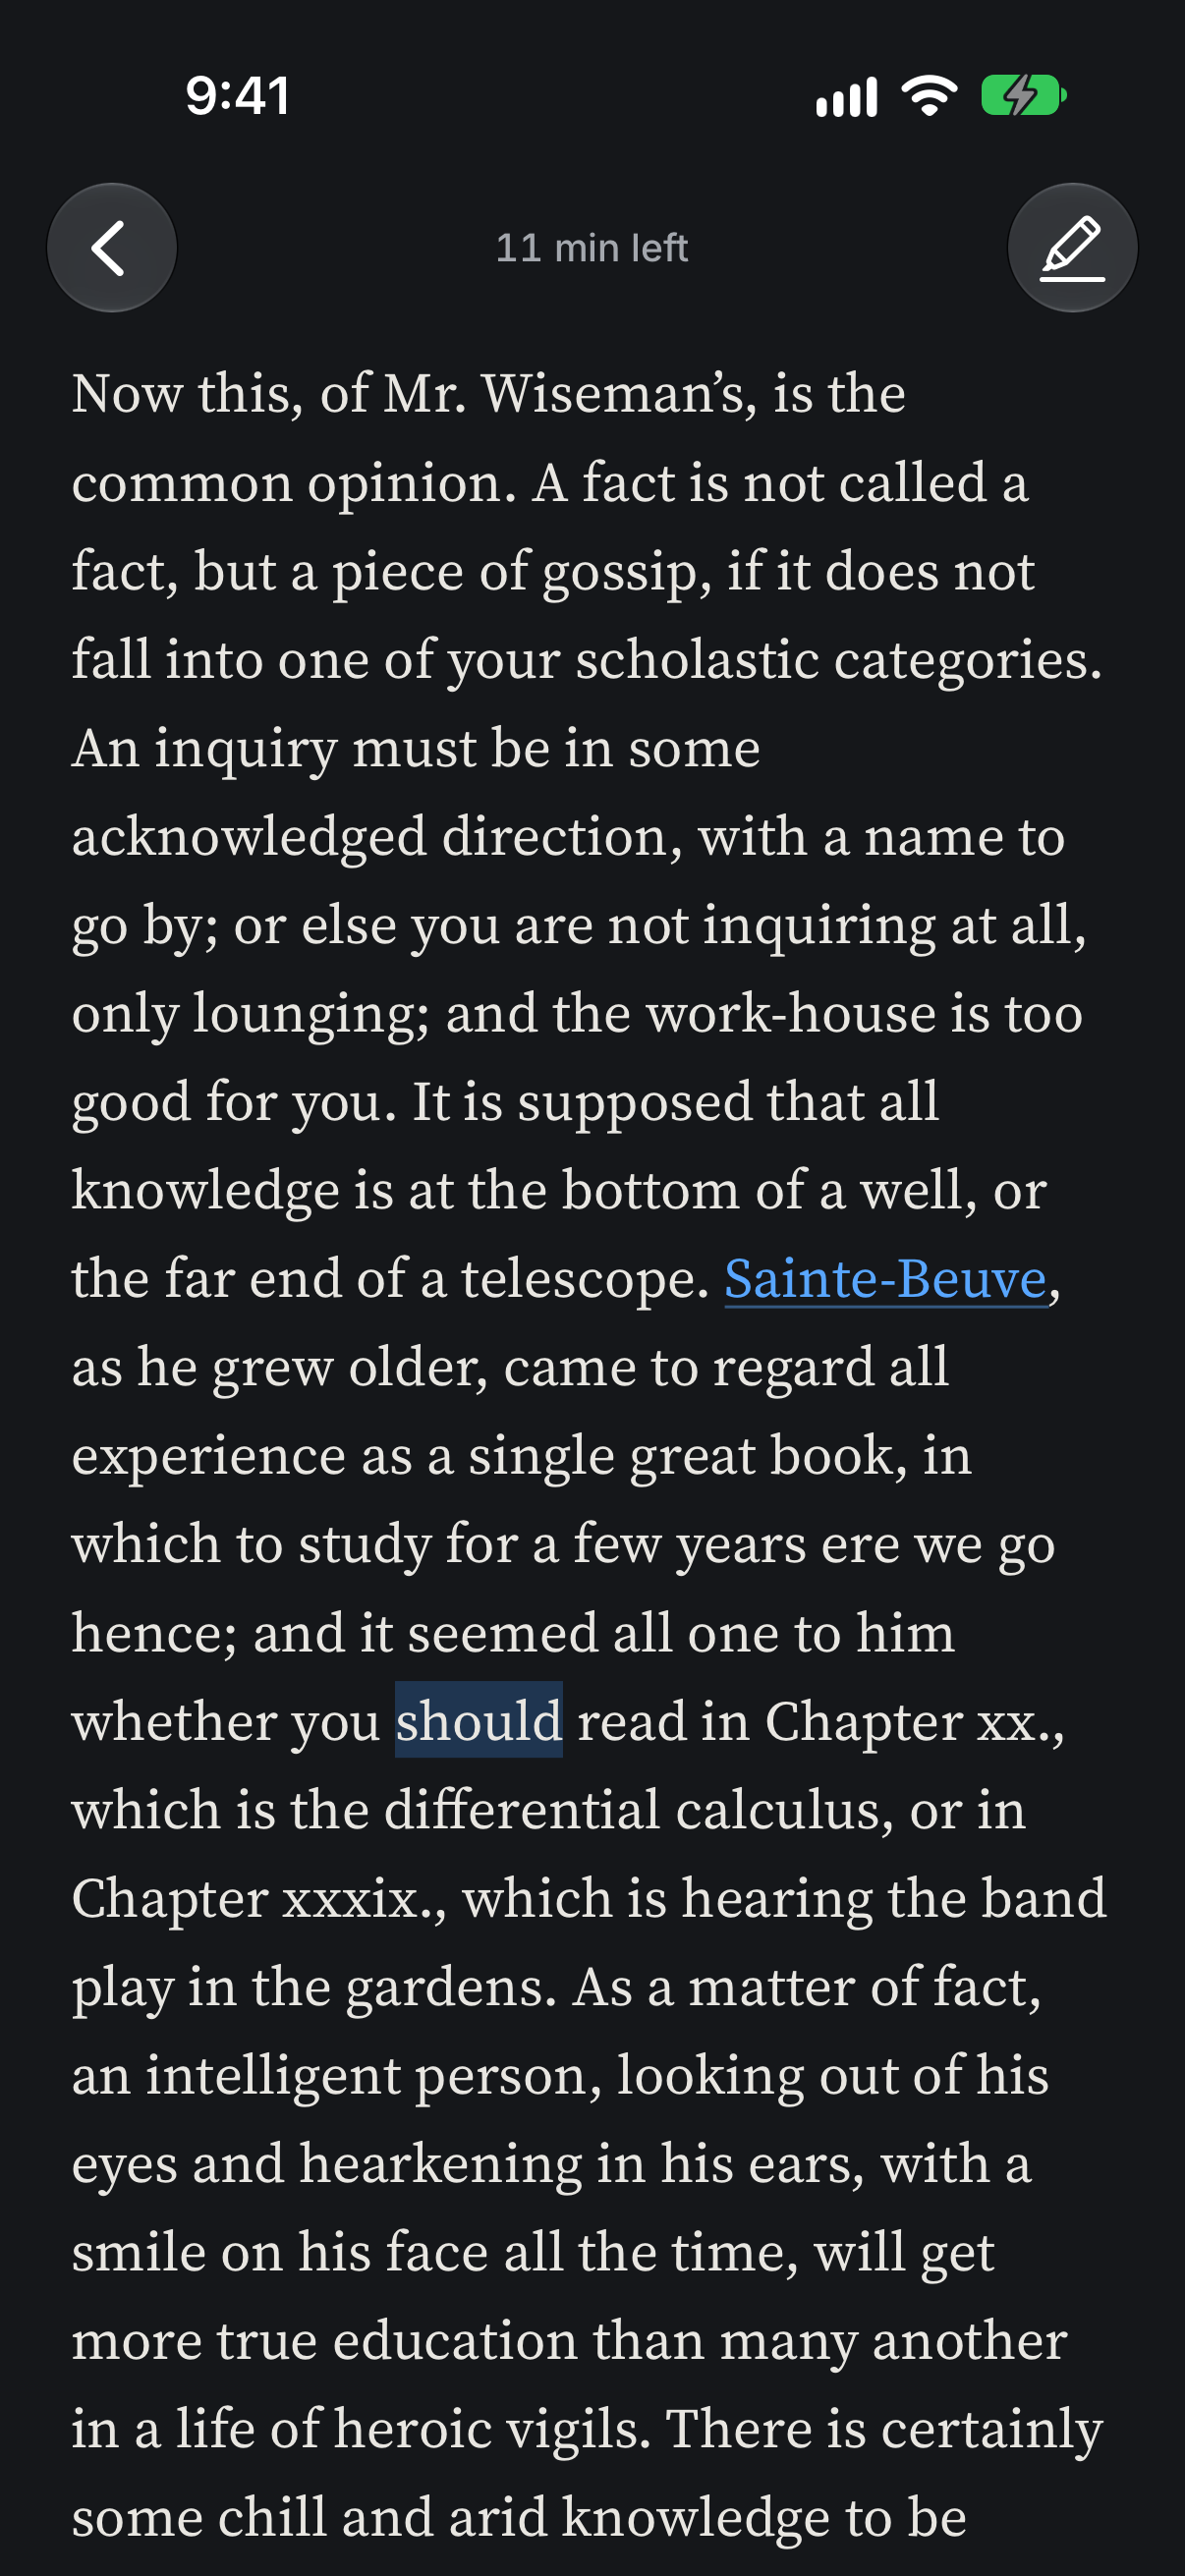 9:41
11 min left
Now this, of Mr. Wiseman’s, is the
common opinion. A fact is not called a
fact, but a piece of gossip, if it does not
fall into one of your scholastic categories.
An inquiry must be in some
acknowledged direction, with a name to
go by; or else you are not inquiring at all,
only lounging; and the work-house is too
good for you. It is supposed that all
knowledge is at the bottom of a well, or
the far end of a telescope. Sainte-Beuve,
as he grew older, came to regard all
experience as a single great book, in
which to study for a few years ere we go
hence; and it seemed all one to him
whether you should read in Chapter xx.,
which is the differential calculus, or in
Chapter xxxix., which is hearing the band
play in the gardens. As a matter of fact,
an intelligent person, looking out of his
eyes and hearkening in his ears, with a
smile on his face all the time, will get
more true education than many another
in a life of heroic vigils. There is certainly
some chill and arid knowledge to be